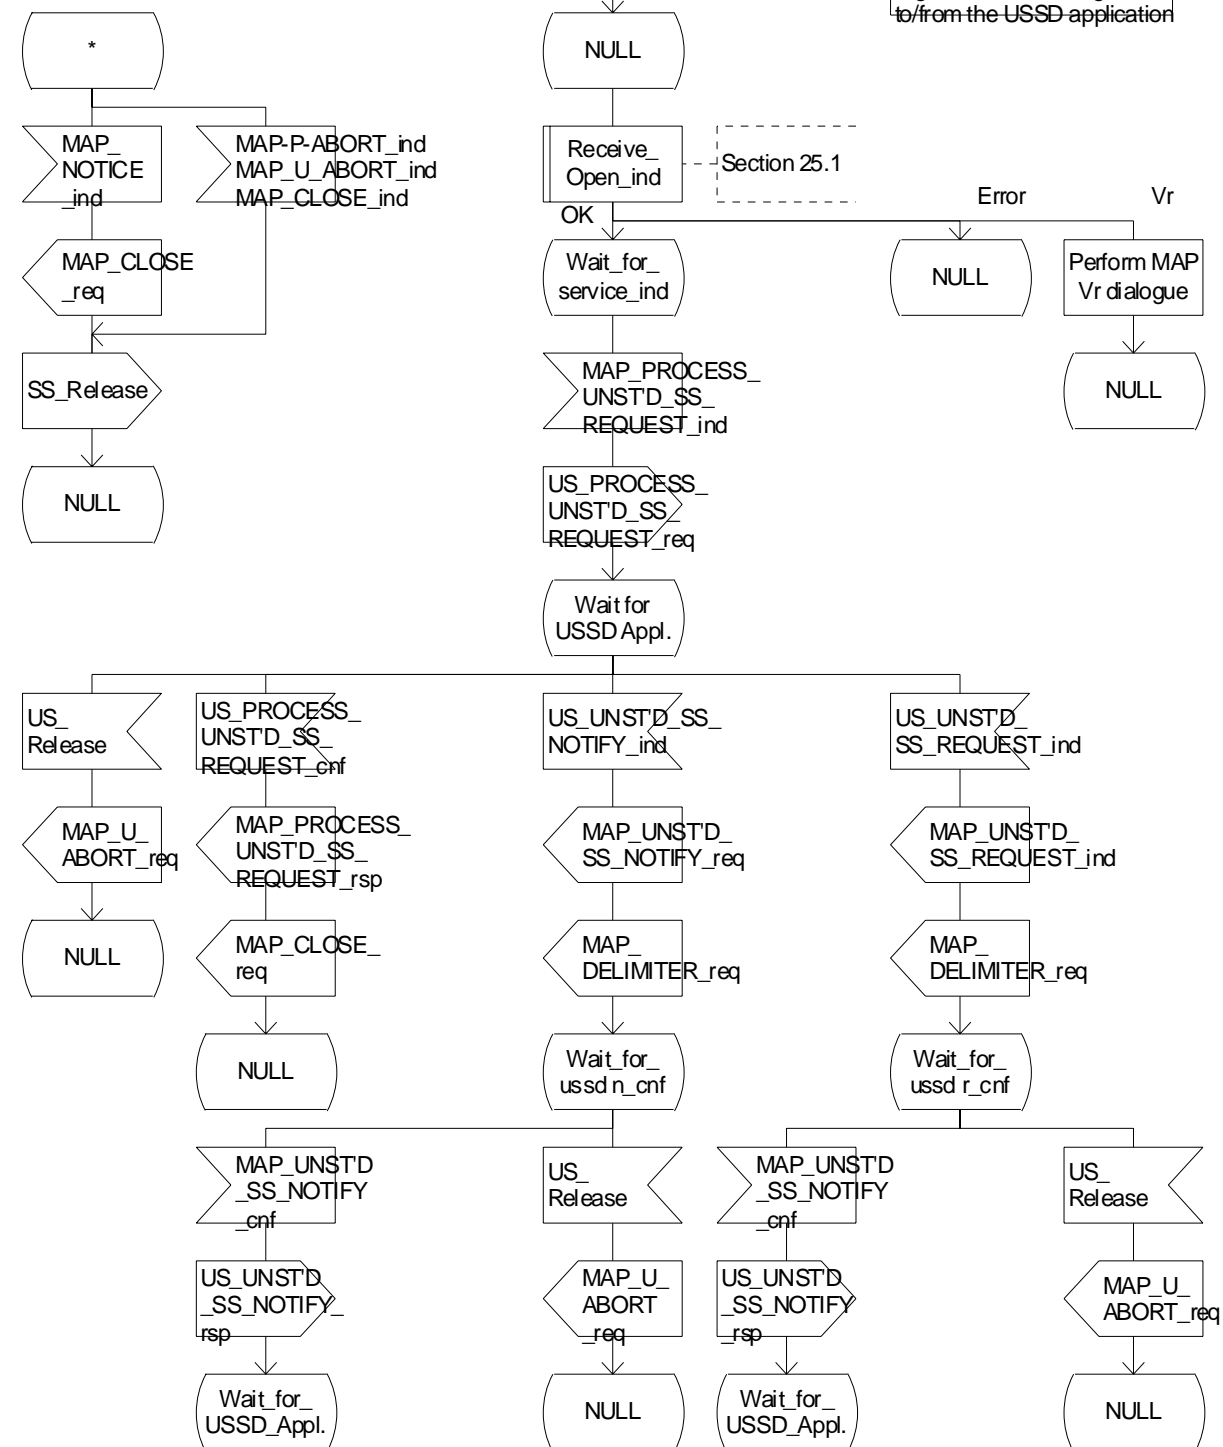 to/from the USSD application
*
NULL
MAP_
NOTICE
_ind
MAP-P-ABORT_ind
MAP_U_ABORT_ind
MAP_CLOSE_ind
Receive_
Open_ind
Section 25.1
OK
Error
Vr
MAP_CLOSE
_req
Wait_for_
service_ind
NULL
Perform MAP
Vr dialogue
SS_Release
MAP_PROCESS_
UNST'D_SS_
REQUEST_ind
NULL
NULL
US_PROCESS_
UNST'D_SS_
REQUEST_req
Wait for
USSD Appl.
US_
Release
US_PROCESS_
UNST'D_SS_
REQUEST_cnf
US_UNST'D_SS_
NOTIFY_ind
US_UNST'D_
SS_REQUEST_ind
MAP_U_
ABORT_req
MAP_PROCESS_
UNST'D_SS_
REQUEST_rsp
MAP_UNST'D_
SS_NOTIFY_req
MAP_UNST'D_
SS_REQUEST_ind
NULL
MAP_CLOSE_
req
MAP_
DELIMITER_req
MAP_
DELIMITER_req
NULL
Wait_for_
ussd n_cnf
Wait_for_
ussd r_cnf
MAP_UNST'D
_SS_NOTIFY
_cnf
US_
Release
MAP_UNST'D
_SS_NOTIFY
_cnf
US_
Release
US_UNST'D
_SS_NOTIFY_
rsp
MAP_U_
ABORT
_req
US_UNST'D
_SS_NOTIFY
_rsp
MAP_U_
ABORT_req
Wait_for_
USSD_Appl.
NULL
Wait_for_
USSD_Appl.
NULL